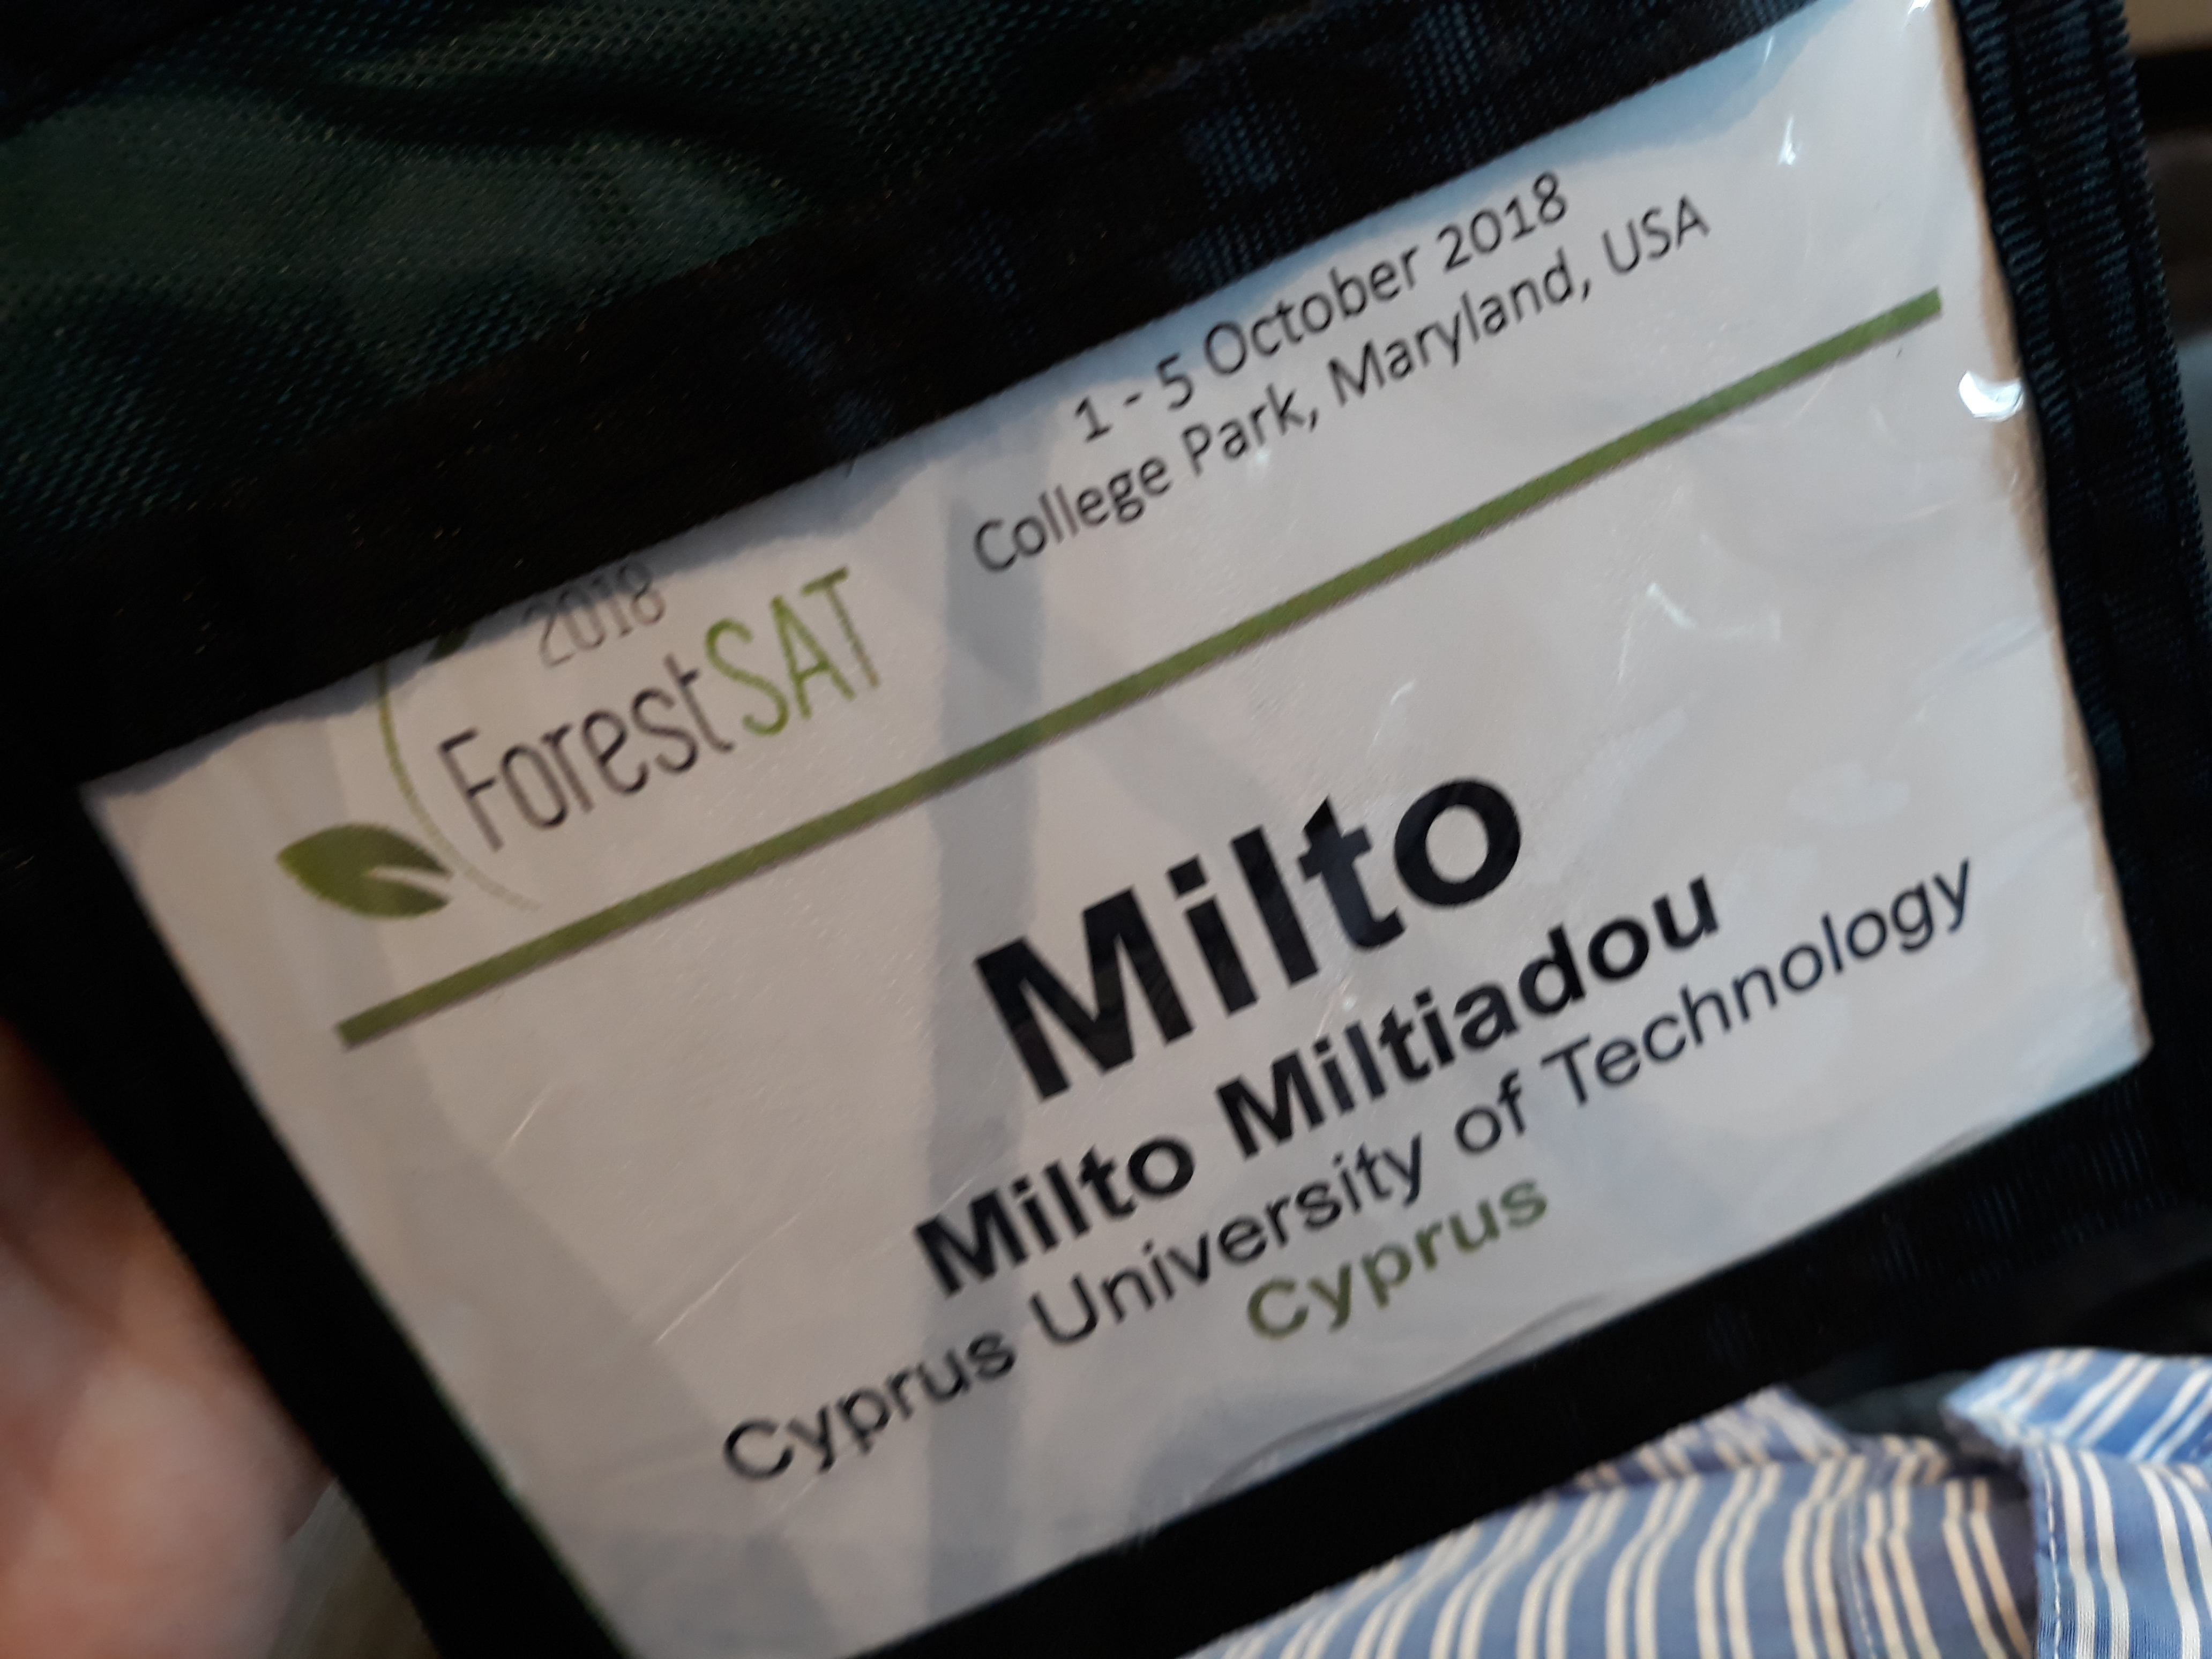 2018
ForestSAT
1 - 5 October 2018
College Park, Maryland, USA
Milto
Milto Miltiadou
Cyprus University of Technology
Cyprus